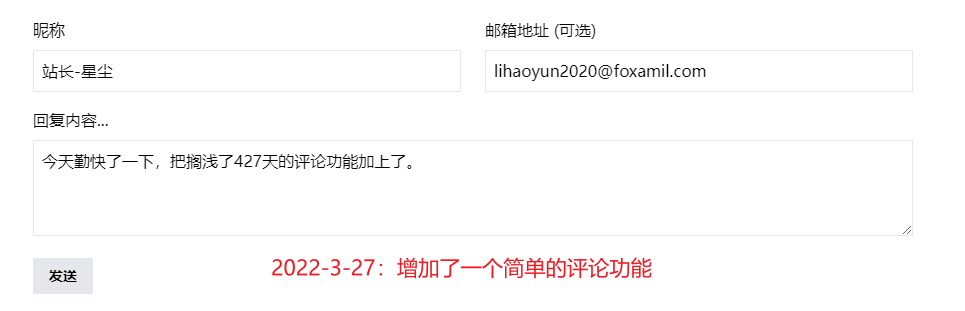 昵称
邮箱地址 (可选)
站长-星尘
lihaoyun2020@foxamil.com
回复内容...
今天勤快了一下，把搁浅了427天的评论功能加上了。
发送
2022-3-27：增加了一个简单的评论功能